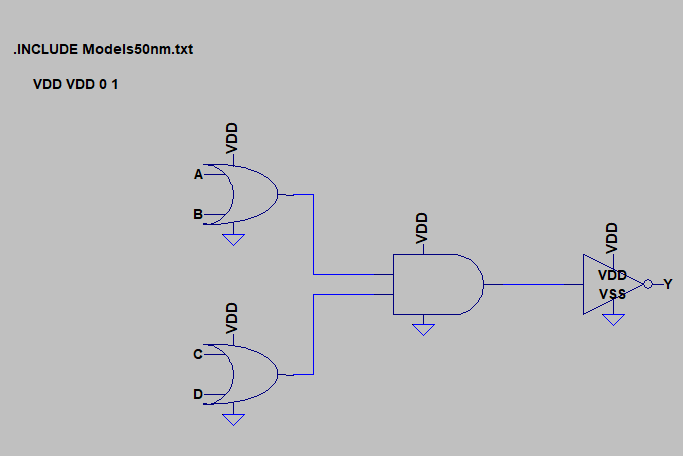 .INCLUDE Models50nm.txt
VDD VDD 0 1
VDD
A
B
VDD
VDD
VDD
VSS
Y
VDD
C
D